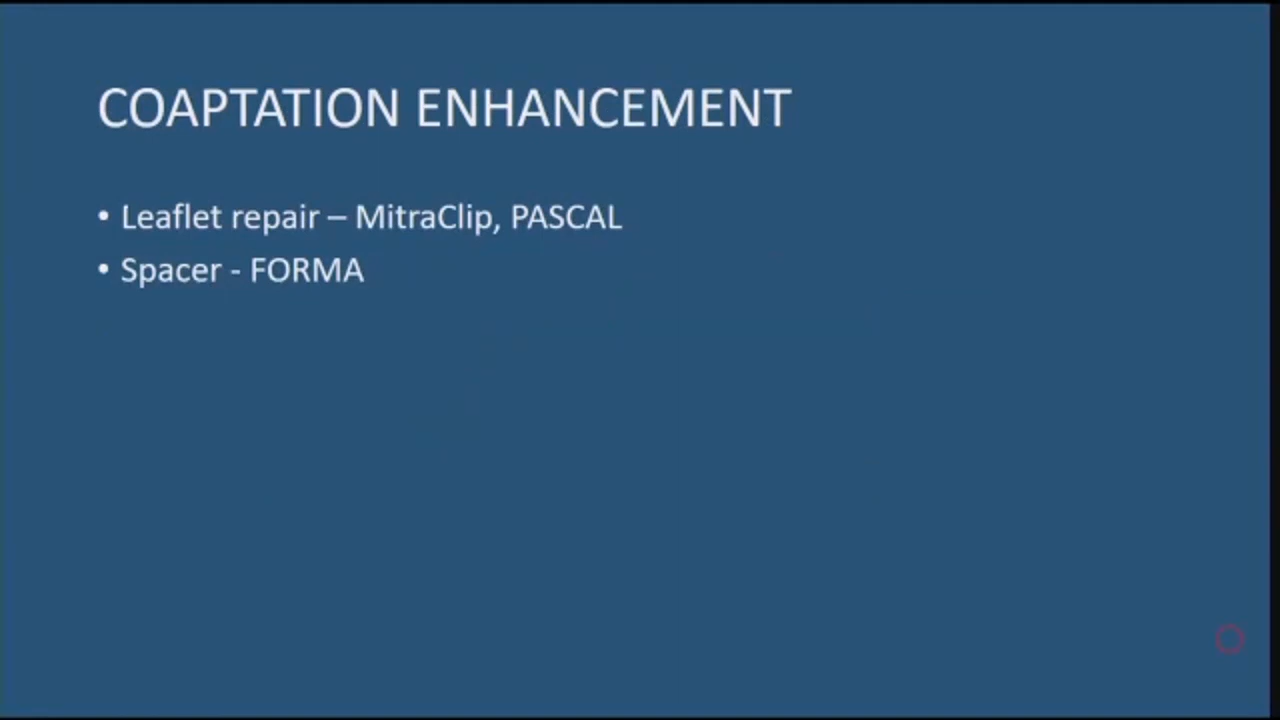 COAPTATION ENHANCEMENT
• Leaflet repair – MitraClip, PASCAL
• Spacer - FORMA